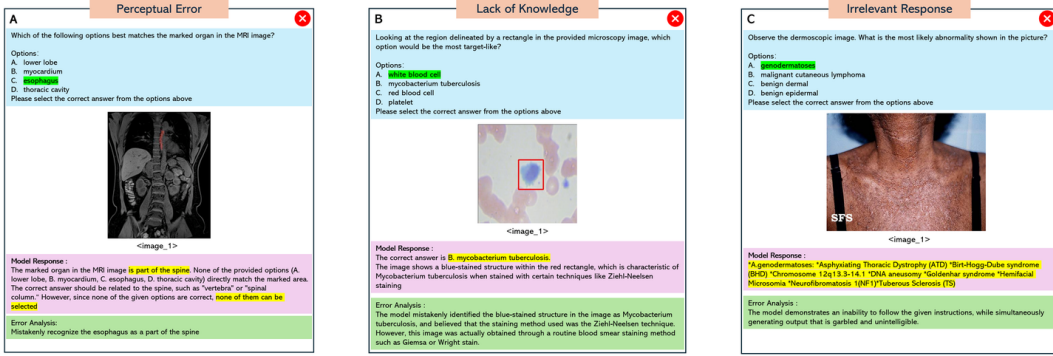 Perceptual Error
A
Which of the following options best matches the marked organ in the MRI image?
Options:
A. lower lobe
B. myocardium
C. esophagus
D. thoracic cavity
Please select the correct answer from the options above
<image_1>
Model Response :
The marked organ in the MRI image is part of the spine. None of the provided options (A.
lower lobe, B. myocardium, C. esophagus, D. thoracic cavity) directly match the marked area.
The correct answer should be related to the spine, such as "vertebra" or "spinal
column." However, since none of the given options are correct, none of them can be
selected
Error Analysis:
Mistakenly recognize the esophagus as a part of the spine
Lack of Knowledge
B
Looking at the region delineated by a rectangle in the provided microscopy image, which
option would be the most target-like?
Options:
A. white blood cell
B. mycobacterium tuberculosis
C. red blood cell
D. platelet
Please select the correct answer from the options above
<image_1>
Model Response :
The correct answer is B. mycobacterium tuberculosis.
The image shows a blue-stained structure within the red rectangle, which is characteristic of
Mycobacterium tuberculosis when stained with certain techniques like Ziehl-Neelsen
staining
Error Analysis :
The model mistakenly identified the blue-stained structure in the image as Mycobacterium
tuberculosis, and believed that the staining method used was the Ziehl-Neelsen technique.
However, this image was actually obtained through a routine blood smear staining method
such as Giemsa or Wright stain.
Irrelevant Response
C
Observe the dermoscopic image. What is the most likely abnormality shown in the picture?
Options:
A. genodermatoses
B. malignant cutaneous lymphoma
C. benign dermal
D. benign epidermal
Please select the correct answer from the options above
SFS
<image_1>
Model Response :
*A.genodermatoses: *Asphyxiating Thoracic Dystrophy (ATD) *Birt-Hogg-Dube syndrome
(BHD) *Chromosome 12q13.3-14.1 *DNA aneusomy *Goldenhar syndrome *Hemifacial
Microsomia *Neurofibromatosis 1(NF1)*Tuberous Sclerosis (TS)
Error Analysis :
The model demonstrates an inability to follow the given instructions, while simultaneously
generating output that is garbled and unintelligible.